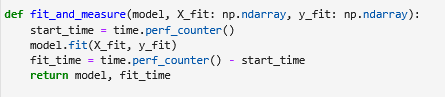 def fit_and_measure(model, X_fit: np.ndarray, y_fit: np.ndarray):
    start_time = time.perf_counter()
    model.fit(X_fit, y_fit)
    fit_time = time.perf_counter() - start_time
    return model, fit_time